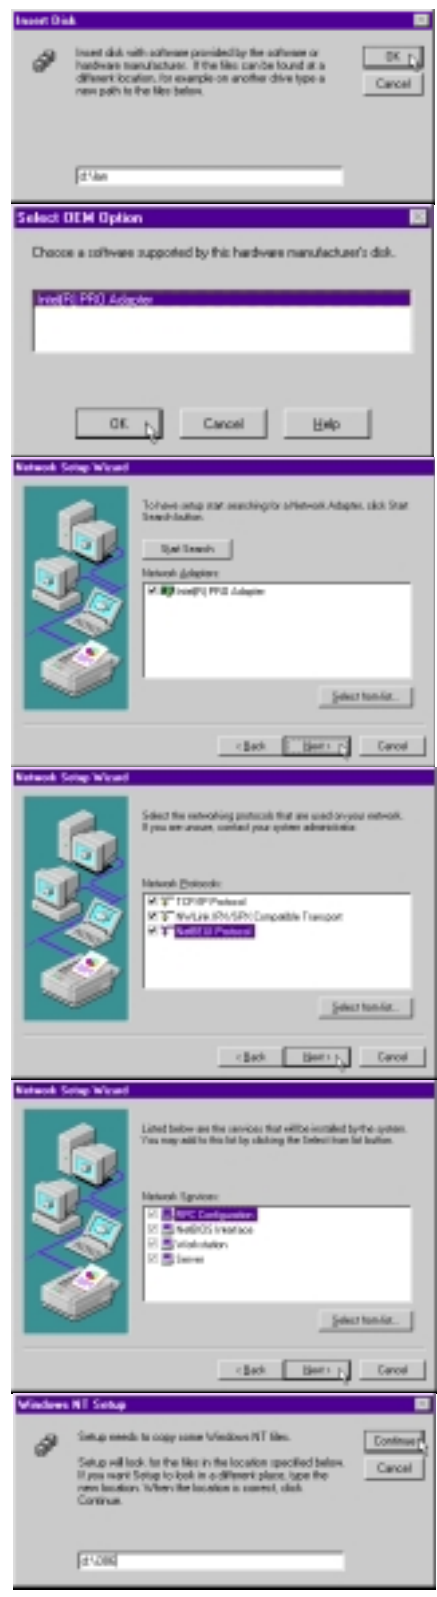 Insert Disk
Insert disk with software provided by the software or
hardware manufacturer. If the files can be found at a
different location, for example on another drive type a
new path to the files below.
OK
Cancel
d:\lan
Select OEM Option
Choose a software supported by this hardware manufacturer's disk.
Intel(R) PRO Adapter
OK
Cancel
Help
Network Setup Wizard
To have setup start searching for a Network Adapter, click Start
Search button.
Start Search
Network Adapters:
Intel(R) PRO Adapter
Select from list...
< Back
Next >
Cancel
Network Setup Wizard
Select the networking protocols that are used on your network.
If you are unsure, contact your system administrator.
Network Protocols:
TCP/IP Protocol
NWLink IPX/SPX Compatible Transport
NetBEUI Protocol
Select from list...
< Back
Next >
Cancel
Network Setup Wizard
Listed below are the services that will be installed by the system.
You may add to this list by clicking the Select from list button.
Network Services:
RPC Configuration
NetBIOS Interface
Workstation
Server
Select from list...
< Back
Next >
Cancel
Windows NT Setup
Setup needs to copy some Windows NT files.
Setup will look for the files in the location specified below.
If you want Setup to look in a different place, type the
new location. When the location is correct, click
Continue.
Continue
Cancel